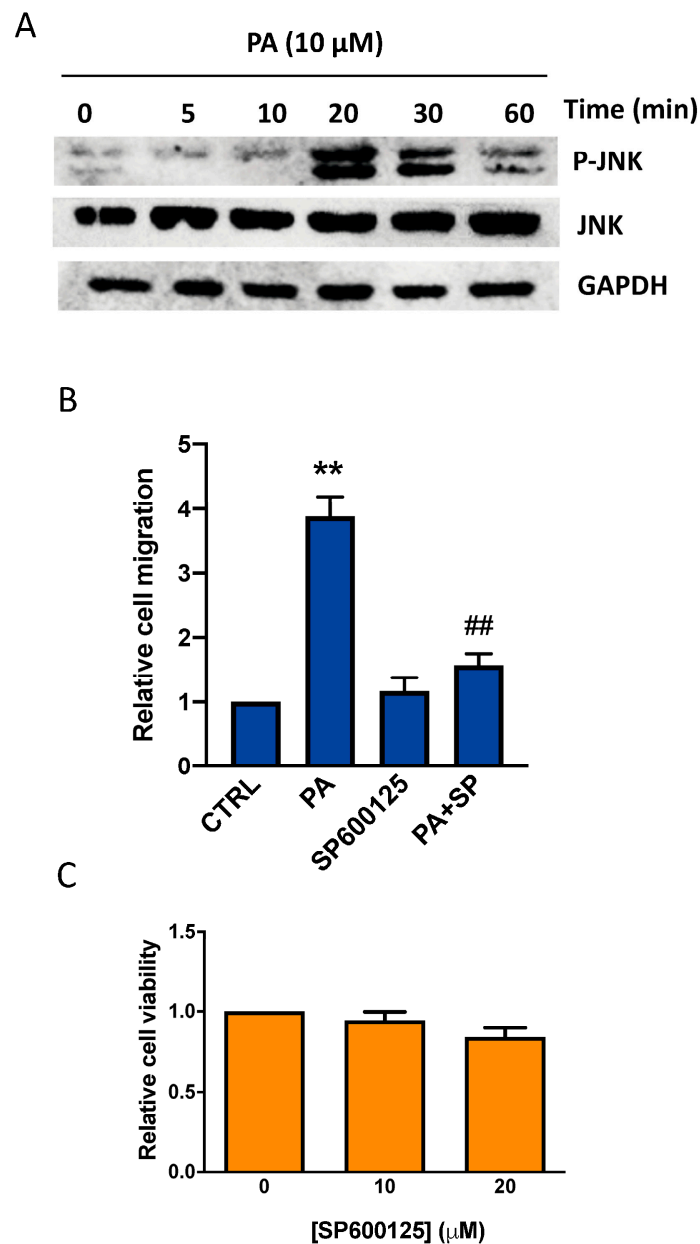 A
PA (10 µM)
0 5 10 20 30 60 Time (min)
P-JNK
JNK
GAPDH
B
Relative cell migration
5
4
3
2
1
0
**
##
CTRL PA SP600125 PA+SP
C
Relative cell viability
1.5
1.0
0.5
0.0
0 10 20
[SP600125] (µM)